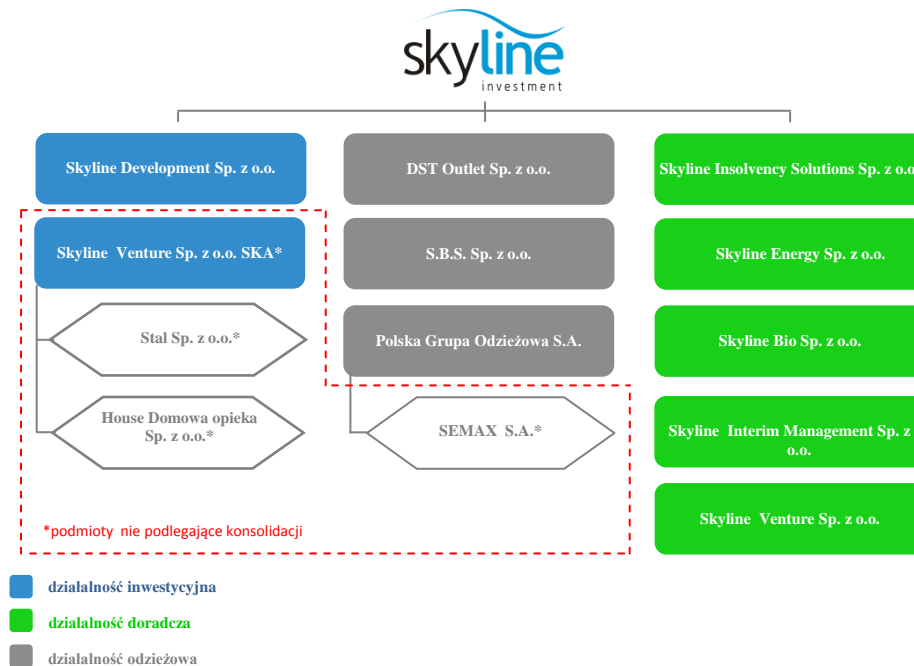 skyline
investment
Skyline Development Sp. z o.o.
DST Outlet Sp. z o.o.
Skyline Insolvency Solutions Sp. z o.o
Skyline Venture Sp. z o.o. SKA*
S.B.S. Sp. z o.o.
Skyline Energy Sp. z o.o.
Stal Sp. z o.o.*
Polska Grupa Odzieżowa S.A.
Skyline Bio Sp. z o.o.
House Domowa opieka
Sp. z o.o.*
SEMAX S.A.*
Skyline Interim Management Sp. z
o.o.
Skyline Venture Sp. z o.o.
*podmioty nie podlegające konsolidacji
działalność inwestycyjna
działalność doradcza
działalność odzieżowa